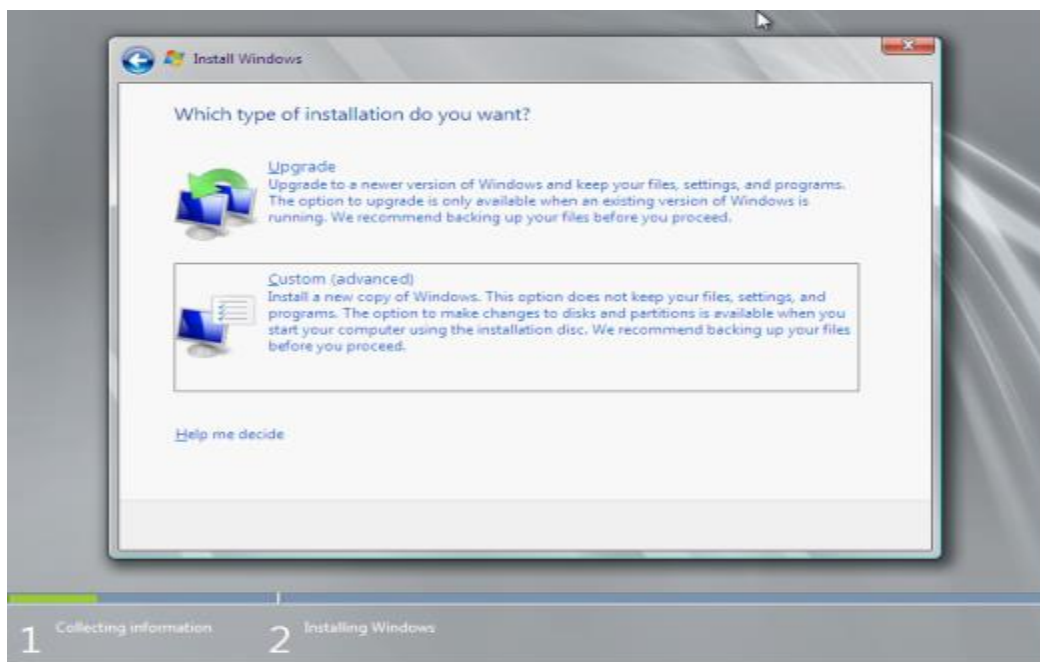 Install Windows
Which type of installation do you want?
Upgrade
Upgrade to a newer version of Windows and keep your files, settings, and programs.
The option to upgrade is only available when an existing version of Windows is
running. We recommend backing up your files before you proceed.
Custom (advanced)
Install a new copy of Windows. This option does not keep your files, settings, and
programs. The option to make changes to disks and partitions is available when you
start your computer using the installation disc. We recommend backing up your files
before you proceed.
Help me decide
1 Collecting information
2 Installing Windows